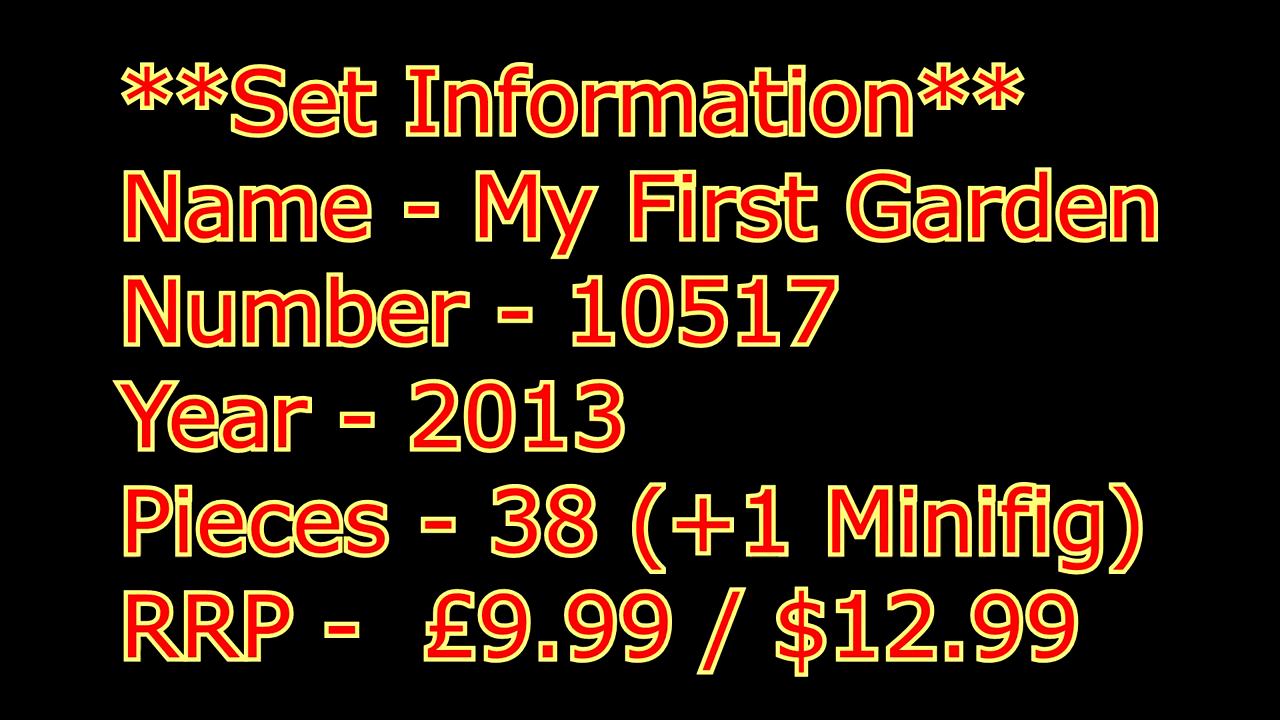 **Set Information**
Name - My First Garden
Number - 10517
Year - 2013
Pieces - 38 (+1 Minifig)
RRP -  £9.99 / $12.99